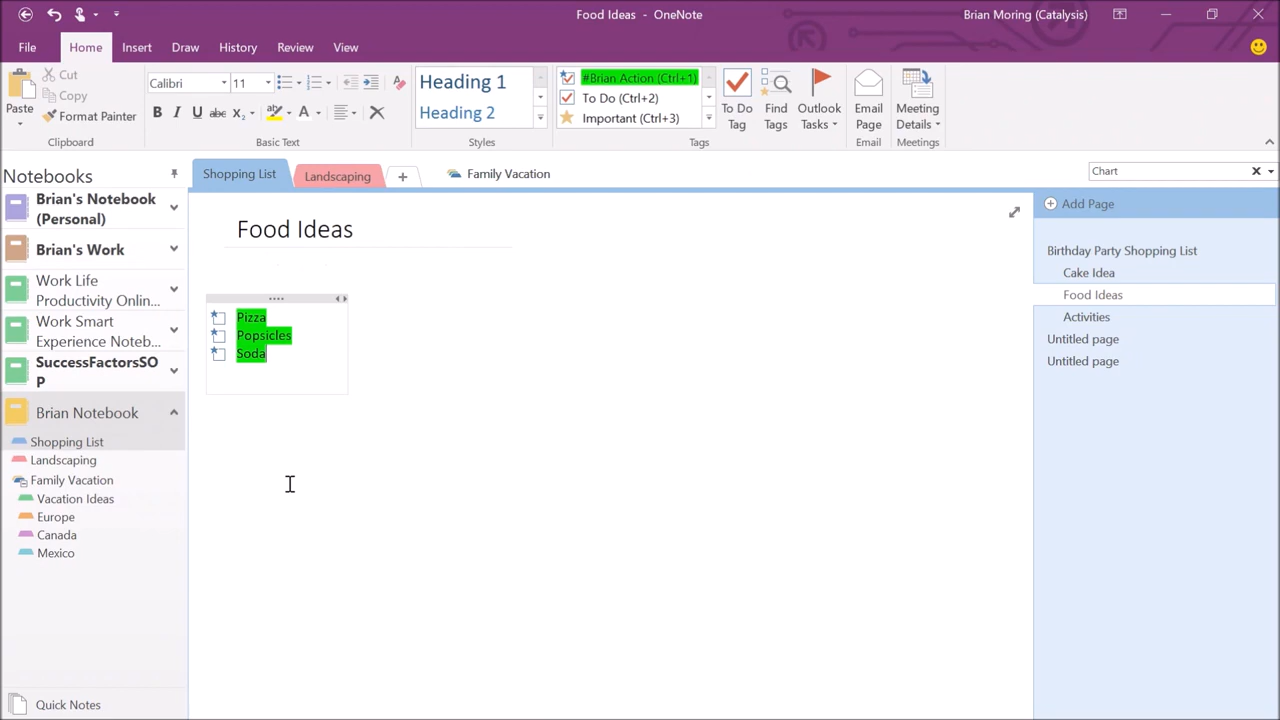 Food Ideas - OneNote
Brian Moring (Catalysis)
File Home Insert Draw History Review View
Paste
Cut
Copy
Format Painter
Clipboard
Calibri 11
B I U abc X₂ A
Basic Text
Heading 1
Heading 2
Styles
#Brian Action (Ctrl+1)
To Do (Ctrl+2)
Important (Ctrl+3)
To Do
Tag
Find
Tags
Outlook
Tasks
Tags
Email
Page
Email
Meeting
Details
Meetings
Notebooks
Brian's Notebook
(Personal)
Brian's Work
Work Life
Productivity Onlin...
Work Smart
Experience Noteb...
SuccessFactorsSO
P
Brian Notebook
Shopping List
Landscaping
Family Vacation
Vacation Ideas
Europe
Canada
Mexico
Quick Notes
Shopping List Landscaping Family Vacation
Chart
Food Ideas
Pizza
Popsicles
Soda
Add Page
Birthday Party Shopping List
Cake Idea
Food Ideas
Activities
Untitled page
Untitled page